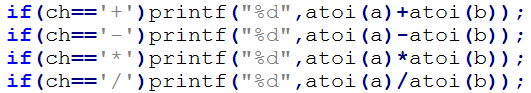 if(ch=='+')printf("%d",atoi(a)+atoi(b));
if(ch=='-')printf("%d",atoi(a)-atoi(b));
if(ch=='*')printf("%d",atoi(a)*atoi(b));
if(ch=='/')printf("%d",atoi(a)/atoi(b));